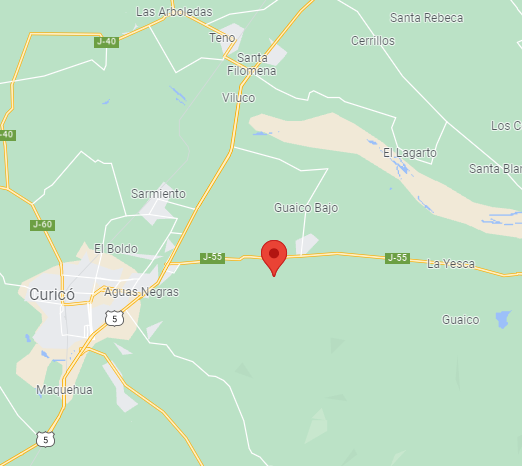 Las Arboledas
Santa Rebeca
J-40
Teno
Cerrillos
Santa
Filomena
Viluco
-40
Los C
El Lagarto
Santa Blan
Sarmiento
Guaico Bajo
J-60
El Boldo
J-55
J-55
La Yesca
Curicó
Aguas Negras
5
Guaico
Maquehua
5